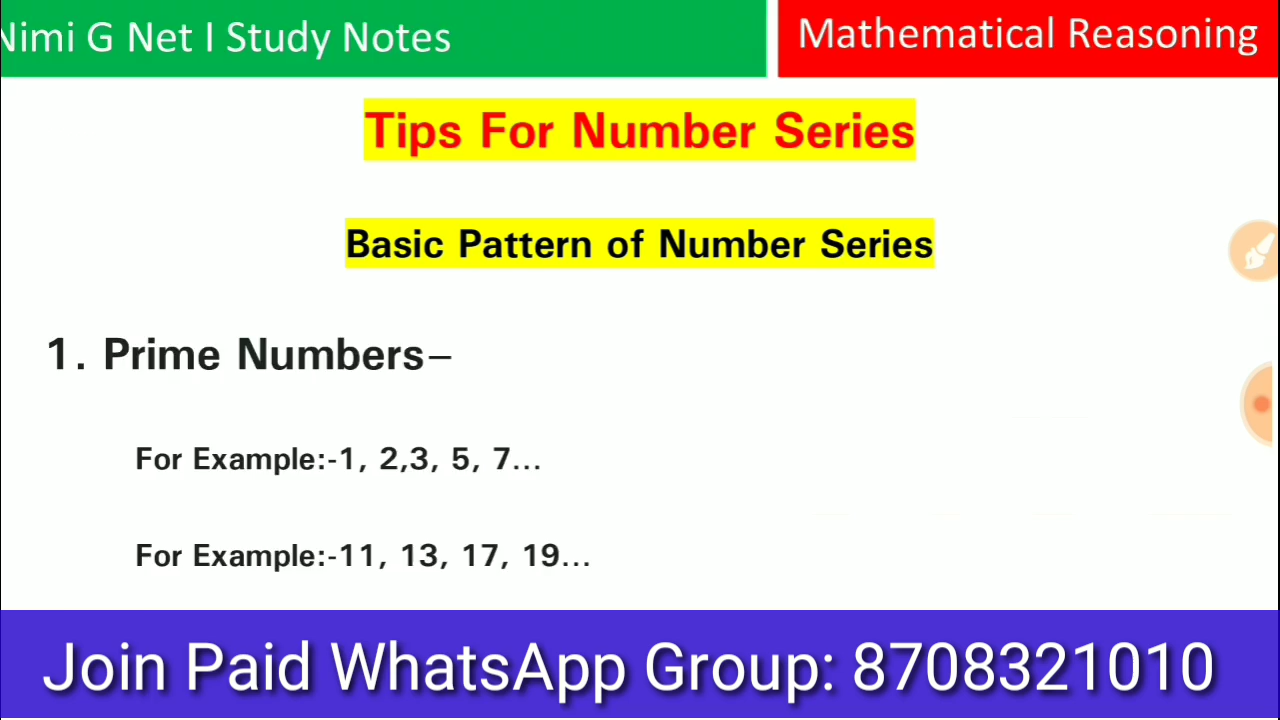 Nimi G Net I Study Notes
Mathematical Reasoning
Tips For Number Series
Basic Pattern of Number Series
1. Prime Numbers–
For Example:-1, 2,3, 5, 7...
For Example:-11, 13, 17, 19...
Join Paid WhatsApp Group: 8708321010